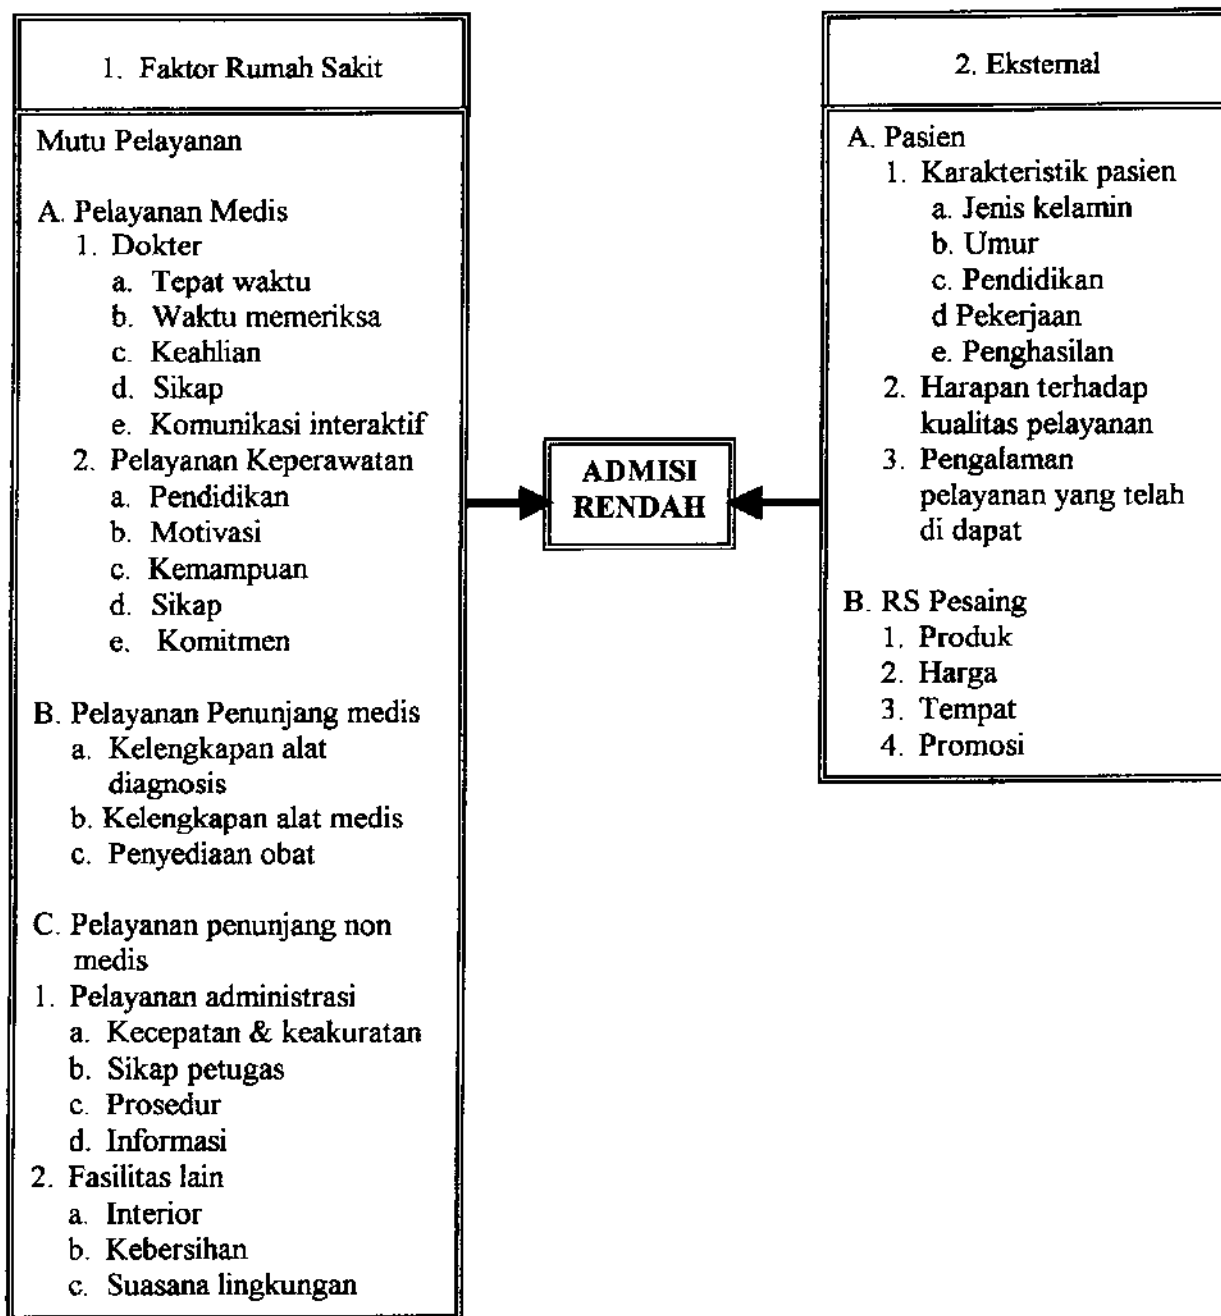 1. Faktor Rumah Sakit
Mutu Pelayanan
A. Pelayanan Medis
1. Dokter
a. Tepat waktu
b. Waktu memeriksa
c. Keahlian
d. Sikap
e. Komunikasi interaktif
2. Pelayanan Keperawatan
a. Pendidikan
b. Motivasi
c. Kemampuan
d. Sikap
e. Komitmen
B. Pelayanan Penunjang medis
a. Kelengkapan alat
diagnosis
b. Kelengkapan alat medis
c. Penyediaan obat
C. Pelayanan penunjang non
medis
1. Pelayanan administrasi
a. Kecepatan & keakuratan
b. Sikap petugas
c. Prosedur
d. Informasi
2. Fasilitas lain
a. Interior
b. Kebersihan
c. Suasana lingkungan
ADMISI
RENDAH
2. Eksternal
A. Pasien
1. Karakteristik pasien
a. Jenis kelamin
b. Umur
c. Pendidikan
d Pekerjaan
e. Penghasilan
2. Harapan terhadap
kualitas pelayanan
3. Pengalaman
pelayanan yang telah
di dapat
B. RS Pesaing
1. Produk
2. Harga
3. Tempat
4. Promosi